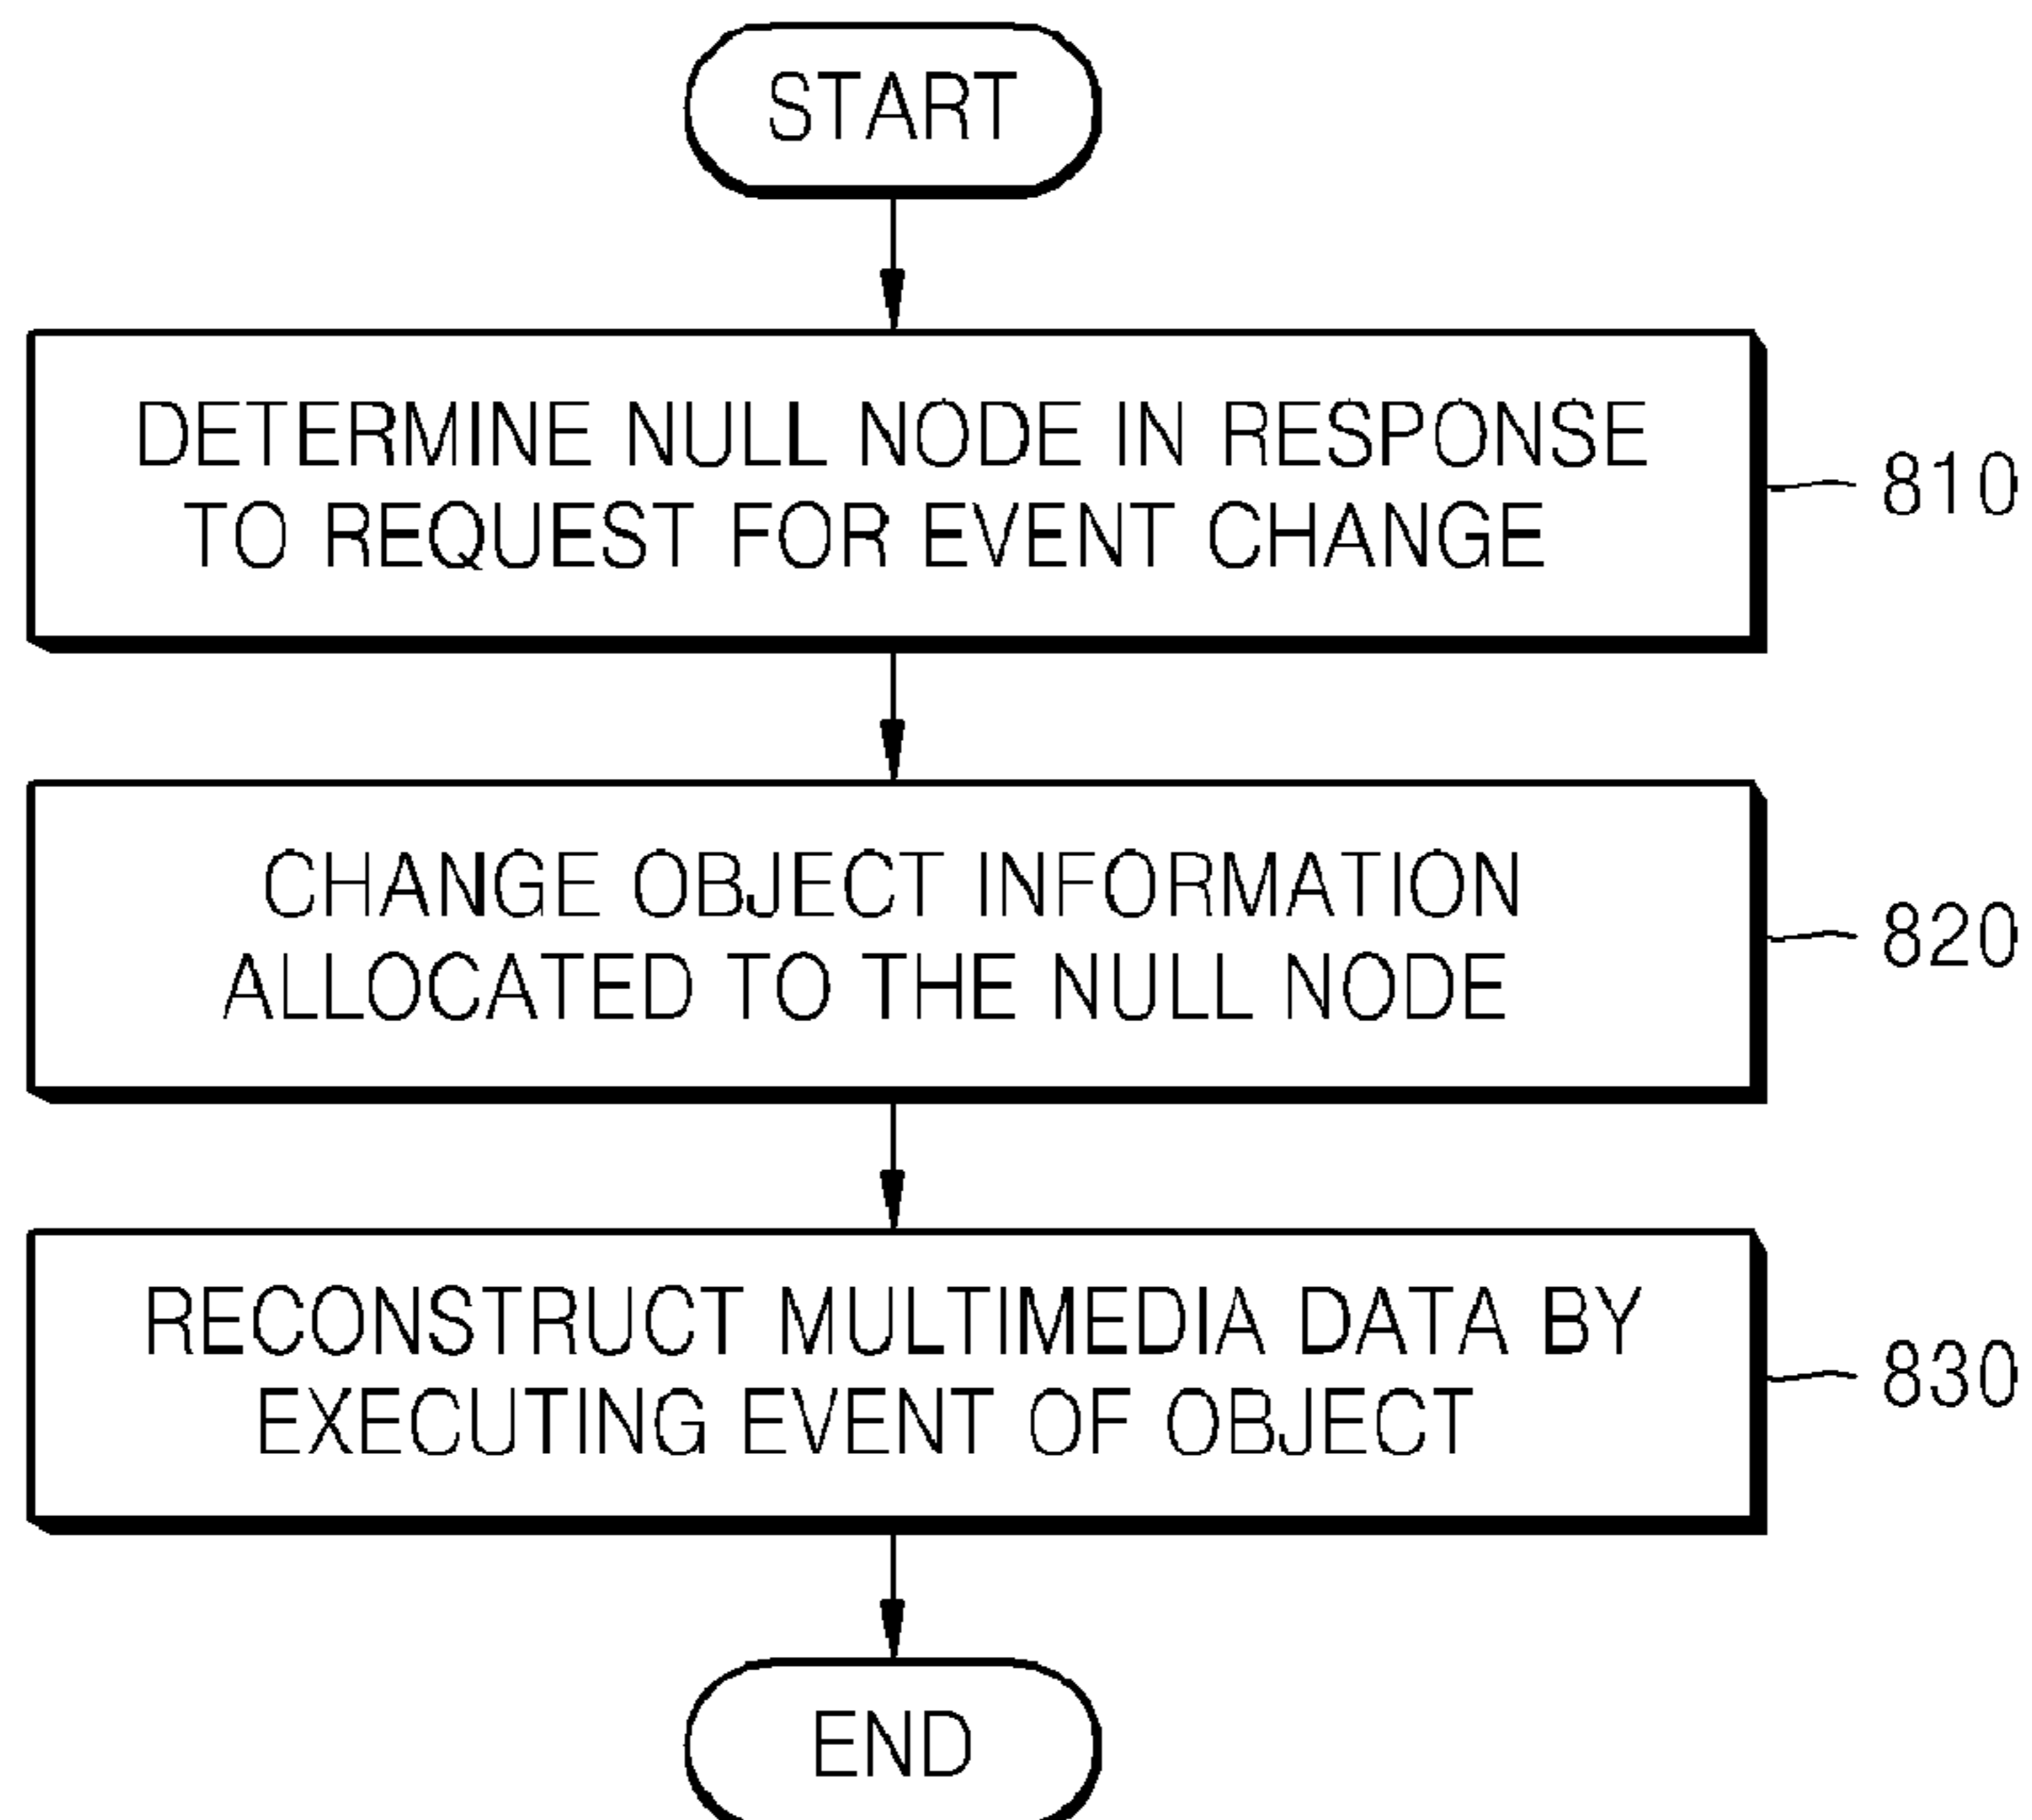 START
DETERMINE NULL NODE IN RESPONSE
TO REQUEST FOR EVENT CHANGE
810
CHANGE OBJECT INFORMATION
ALLOCATED TO THE NULL NODE
820
RECONSTRUCT MULTIMEDIA DATA BY
EXECUTING EVENT OF OBJECT
830
END